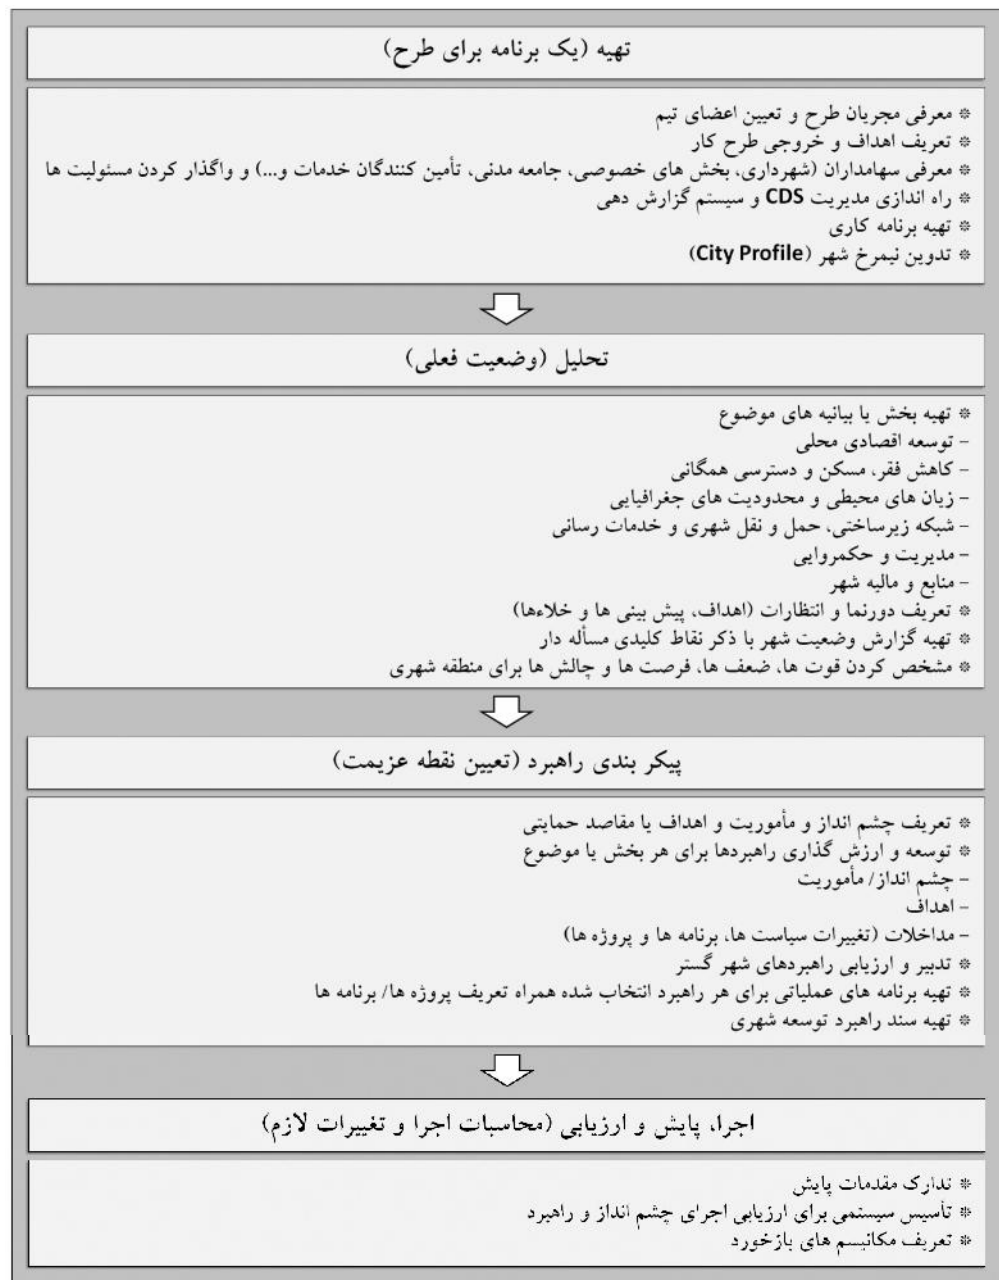 تهیه (یک برنامه برای طرح)
* معرفی مجریان طرح و تعیین اعضای تیم
* تعریف اهداف و خروجی طرح کار
* معرفی سهامداران (شهرداری، بخش های خصوصی، جامعه مدنی، تأمین کنندگان خدمات و...) و واگذار کردن مسئولیت ها
* راه اندازی مدیریت CDS و سیستم گزارش دهی
* تهیه برنامه کاری
* تدوین نیمرخ شهر (City Profile)
تحلیل (وضعیت فعلی)
* تهیه بخش یا بیانیه های موضوع
- توسعه اقتصادی محلی
- کاهش فقر، مسکن و دسترسی همگانی
- زیان های محیطی و محدودیت های جغرافیایی
- شبکه زیرساختی، حمل و نقل شهری و خدمات رسانی
- مدیریت و حکمروایی
- منابع و مالیه شهر
* تعریف دورنما و انتظارات (اهداف، پیش بینی ها و خلاءها)
* تهیه گزارش وضعیت شهر با ذکر نقاط کلیدی مسأله دار
* مشخص کردن قوت ها، ضعف ها، فرصت ها و چالش ها برای منطقه شهری
پیکر بندی راهبرد (تعیین نقطه عزیمت)
* تعریف چشم انداز و مأموریت و اهداف یا مقاصد حمایتی
* توسعه و ارزش گذاری راهبردها برای هر بخش یا موضوع
- چشم انداز/ مأموریت
- اهداف
- مداخلات (تغییرات سیاست ها، برنامه ها و پروژه ها)
* تدبیر و ارزیابی راهبردهای شهر گستر
* تهیه برنامه های عملیاتی برای هر راهبرد انتخاب شده همراه تعریف پروژه ها/ برنامه ها
* تهیه سند راهبرد توسعه شهری
اجرا، پایش و ارزیابی (محاسبات اجرا و تغییرات لازم)
* تدارک مقدمات پایش
* تأسیس سیستمی برای ارزیابی اجرای چشم انداز و راهبرد
* تعریف مکانیسم های بازخورد